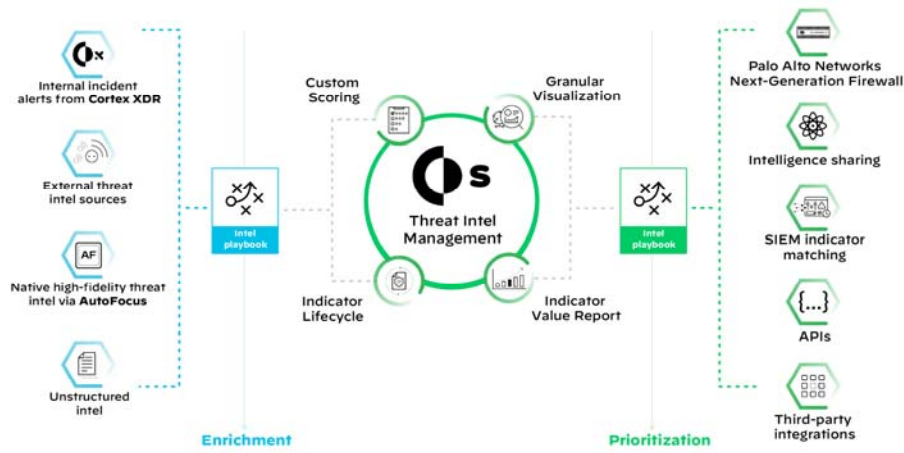 Internal incident
alerts from Cortex XDR
External threat
intel sources
AF
Native high-fidelity threat
intel via AutoFocus
Unstructured
intel
Intel
playbook
Enrichment
Custom
Scoring
Granular
Visualization
S
Threat Intel
Management
Indicator
Lifecycle
Indicator
Value Report
Intel
playbook
Prioritization
Palo Alto Networks
Next-Generation Firewall
Intelligence sharing
SIEM indicator
matching
{...}
APIs
Third-party
integrations